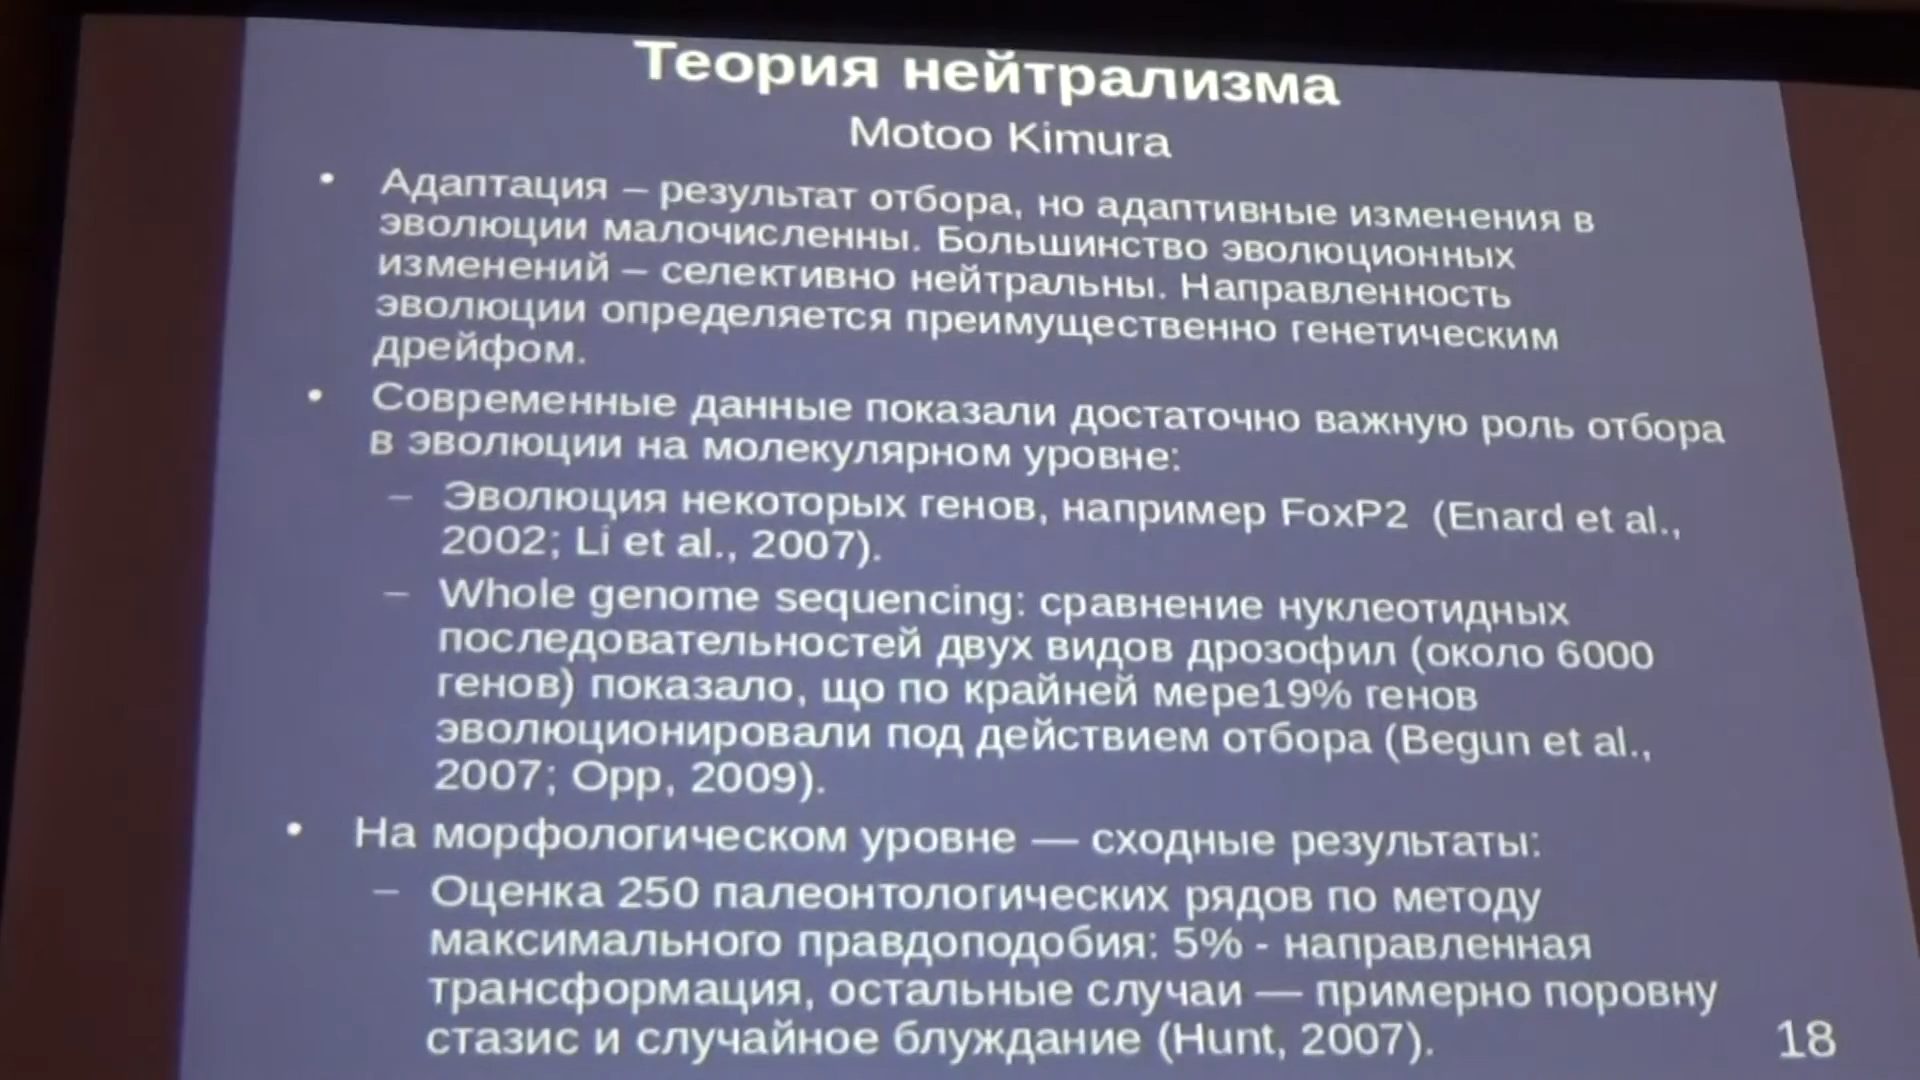 Теория нейтрализма
Motoo Kimura
• Адаптация – результат отбора, но адаптивные изменения в
эволюции малочисленны. Большинство эволюционных
изменений – селективно нейтральны. Направленность
эволюции определяется преимущественно генетическим
дрейфом.
• Современные данные показали достаточно важную роль отбора
в эволюции на молекулярном уровне:
– Эволюция некоторых генов, например FoxP2 (Enard et al.,
2002; Li et al., 2007).
– Whole genome sequencing: сравнение нуклеотидных
последовательностей двух видов дрозофил (около 6000
генов) показало, що по крайней мере19% генов
эволюционировали под действием отбора (Begun et al.,
2007; Opp, 2009).
• На морфологическом уровне — сходные результаты:
– Оценка 250 палеонтологических рядов по методу
максимального правдоподобия: 5% - направленная
трансформация, остальные случаи — примерно поровну
стазис и случайное блуждание (Hunt, 2007).
18